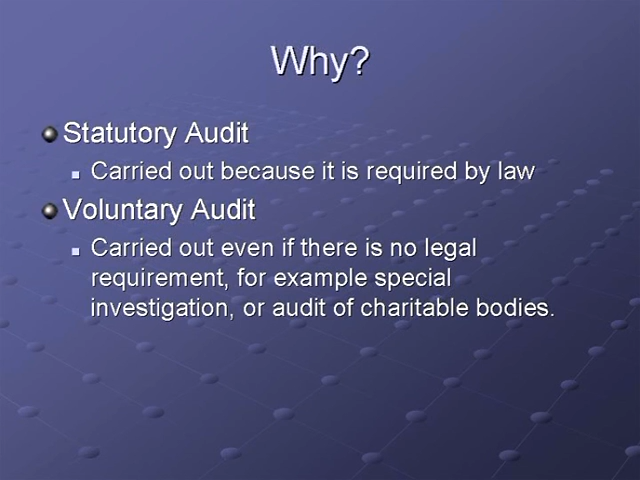 Why?
Statutory Audit
Carried out because it is required by law
Voluntary Audit
Carried out even if there is no legal
requirement, for example special
investigation, or audit of charitable bodies.